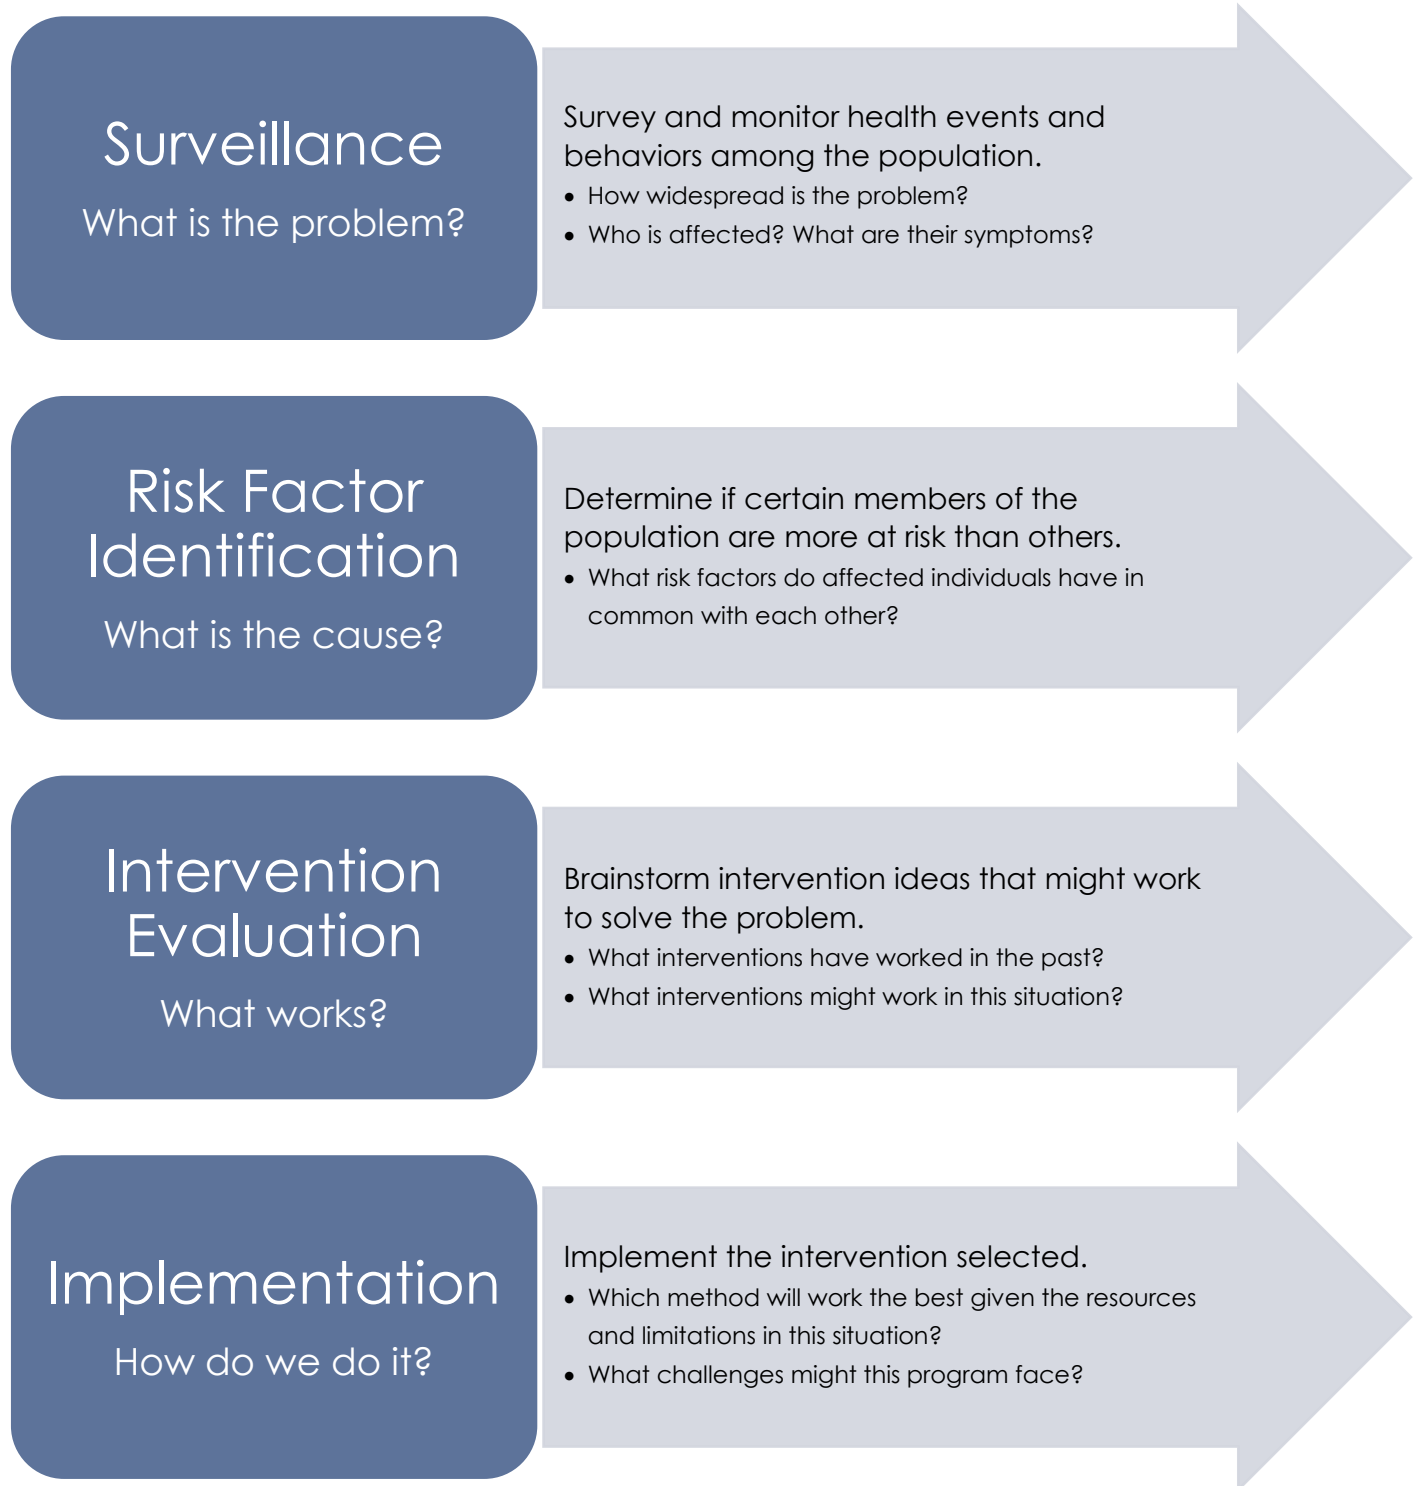 Surveillance
What is the problem?
Survey and monitor health events and
behaviors among the population.
• How widespread is the problem?
• Who is affected? What are their symptoms?
Risk Factor
Identification
What is the cause?
Determine if certain members of the
population are more at risk than others.
• What risk factors do affected individuals have in
common with each other?
Intervention
Evaluation
What works?
Brainstorm intervention ideas that might work
to solve the problem.
• What interventions have worked in the past?
• What interventions might work in this situation?
Implementation
How do we do it?
Implement the intervention selected.
• Which method will work the best given the resources
and limitations in this situation?
• What challenges might this program face?